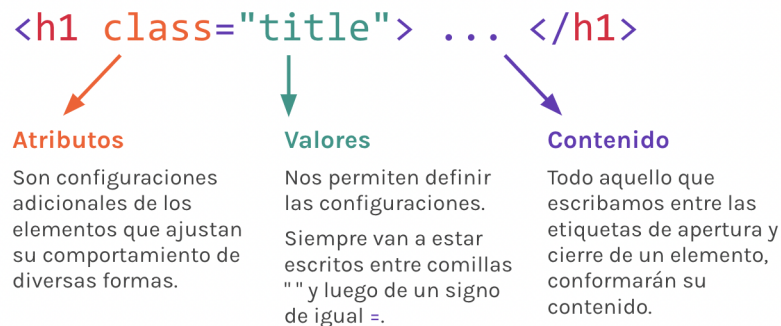 <h1 class="title"> ... </h1>
Atributos
Son configuraciones
adicionales de los
elementos que ajustan
su comportamiento de
diversas formas.
Valores
Nos permiten definir
las configuraciones.
Siempre van a estar
escritos entre comillas
" " y luego de un signo
de igual =.
Contenido
Todo aquello que
escribamos entre las
etiquetas de apertura y
cierre de un elemento,
conformarán su
contenido.